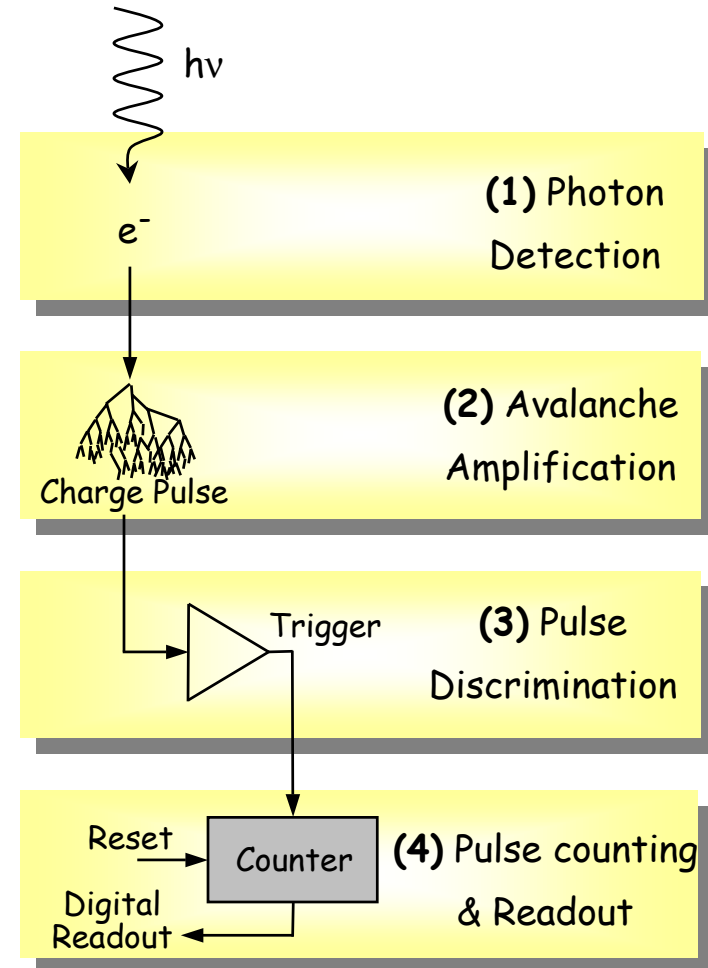 hν
(1) Photon
Detection
e-
(2) Avalanche
Amplification
Charge Pulse
Trigger
(3) Pulse
Discrimination
Reset
Counter
(4) Pulse counting
& Readout
Digital
Readout